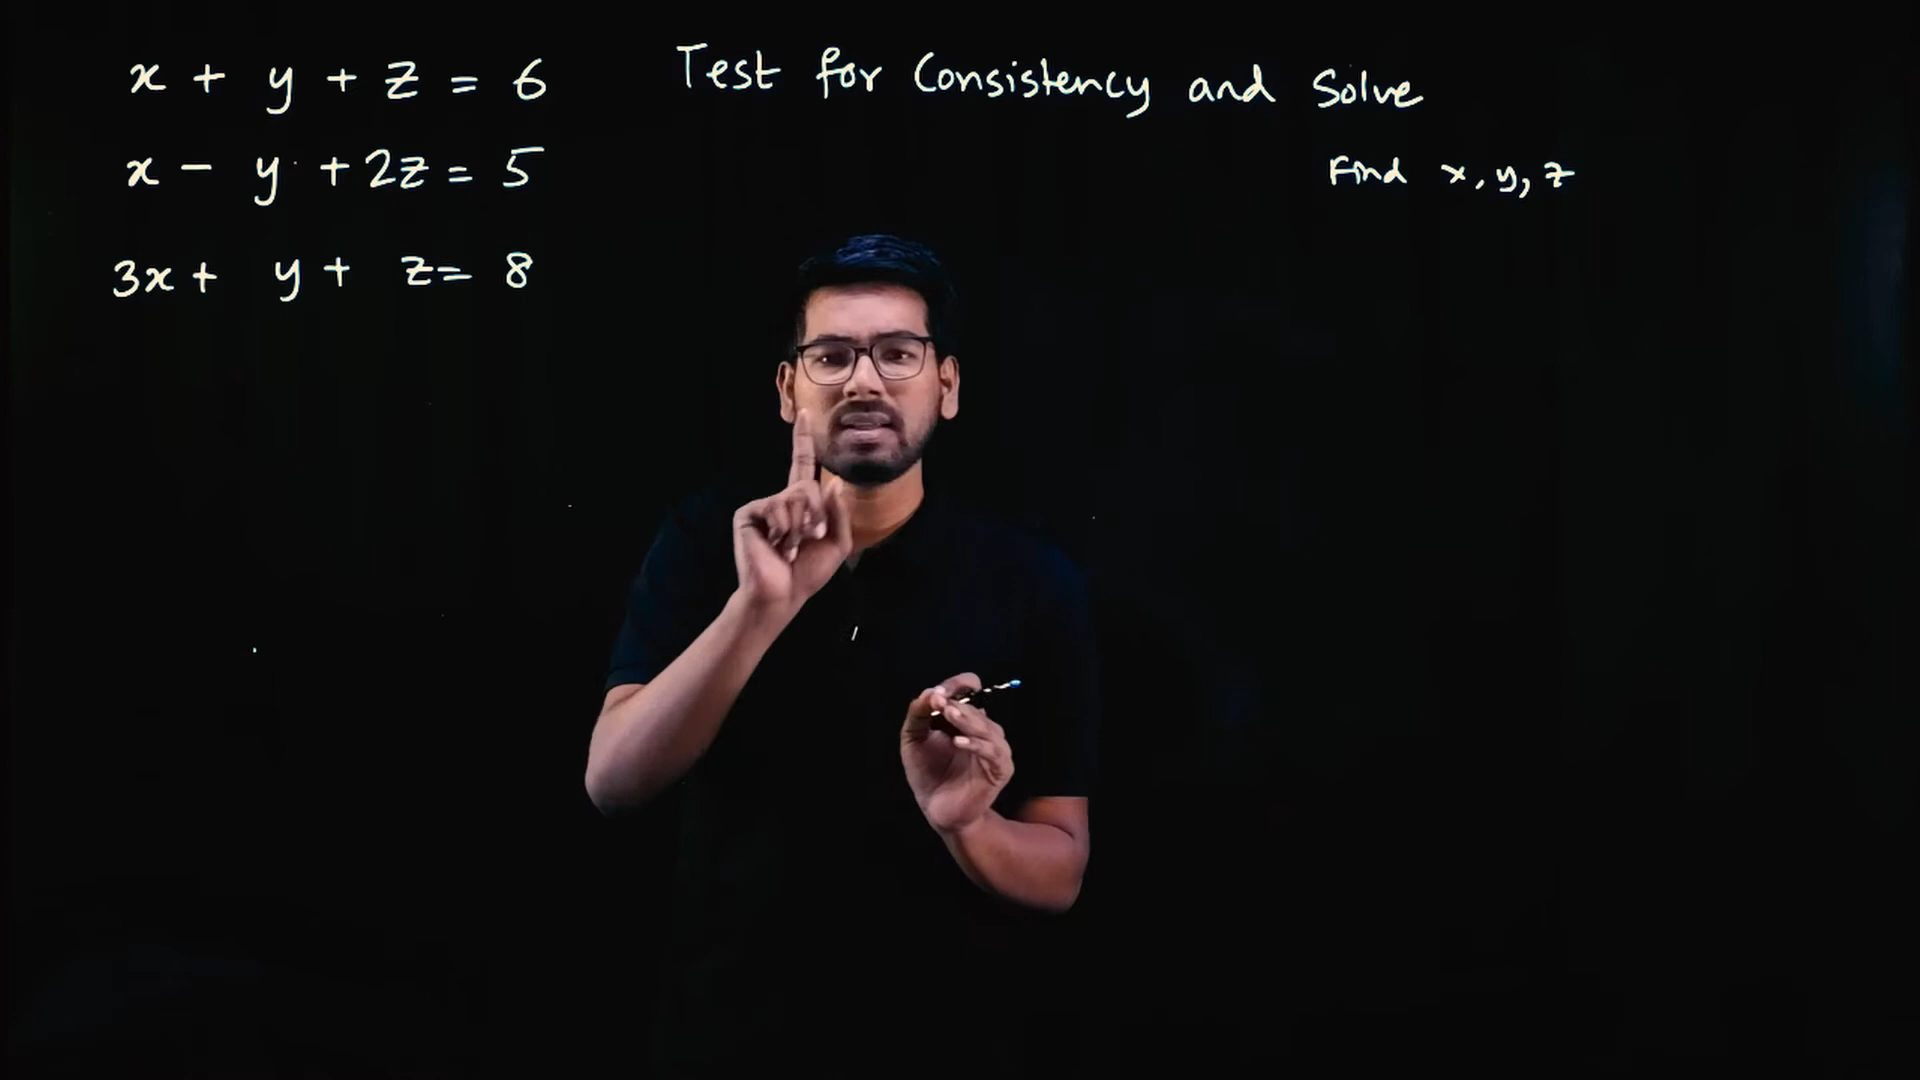 x + y + z = 6
Test for Consistency and Solve
x - y + 2z = 5
Find x, y, z
3x + y + z = 8